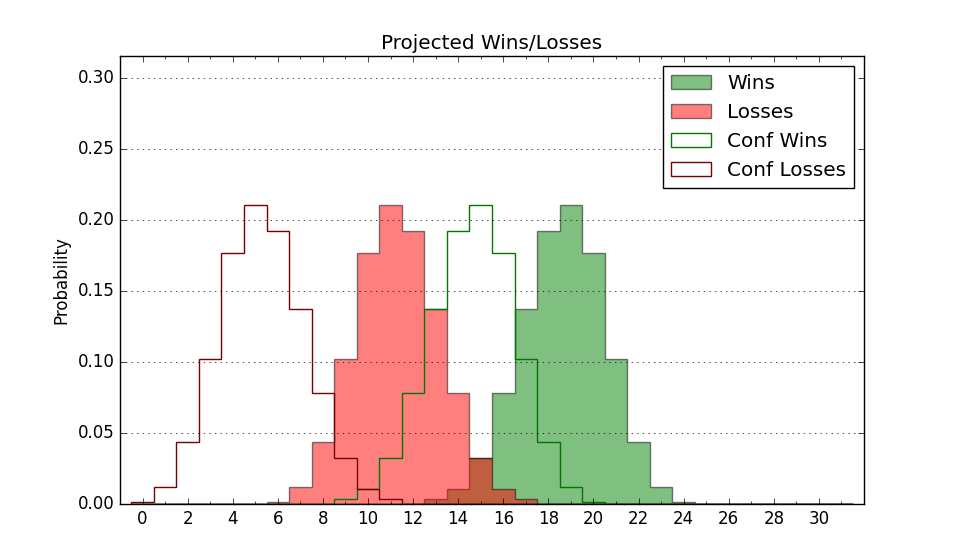 Projected Wins/Losses
0.30
0.25
0.20
0.15
0.10
0.05
0.00
Probability
Wins
Losses
Conf Wins
Conf Losses
0 2 4 6 8 10 12 14 16 18 20 22 24 26 28 30